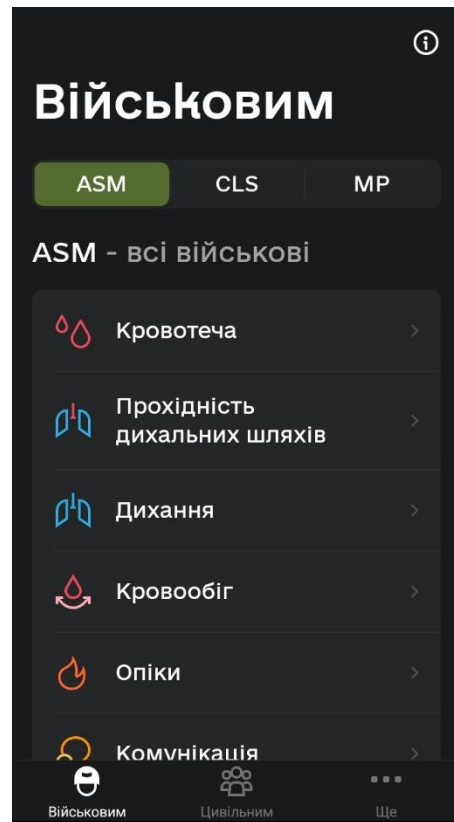 Військовим
ASM CLS MP
ASM - всі військові
Кровотеча
Прохідність
дихальних шляхів
Дихання
Кровообіг
Опіки
Комунікація
Військовим Цивільним Ще